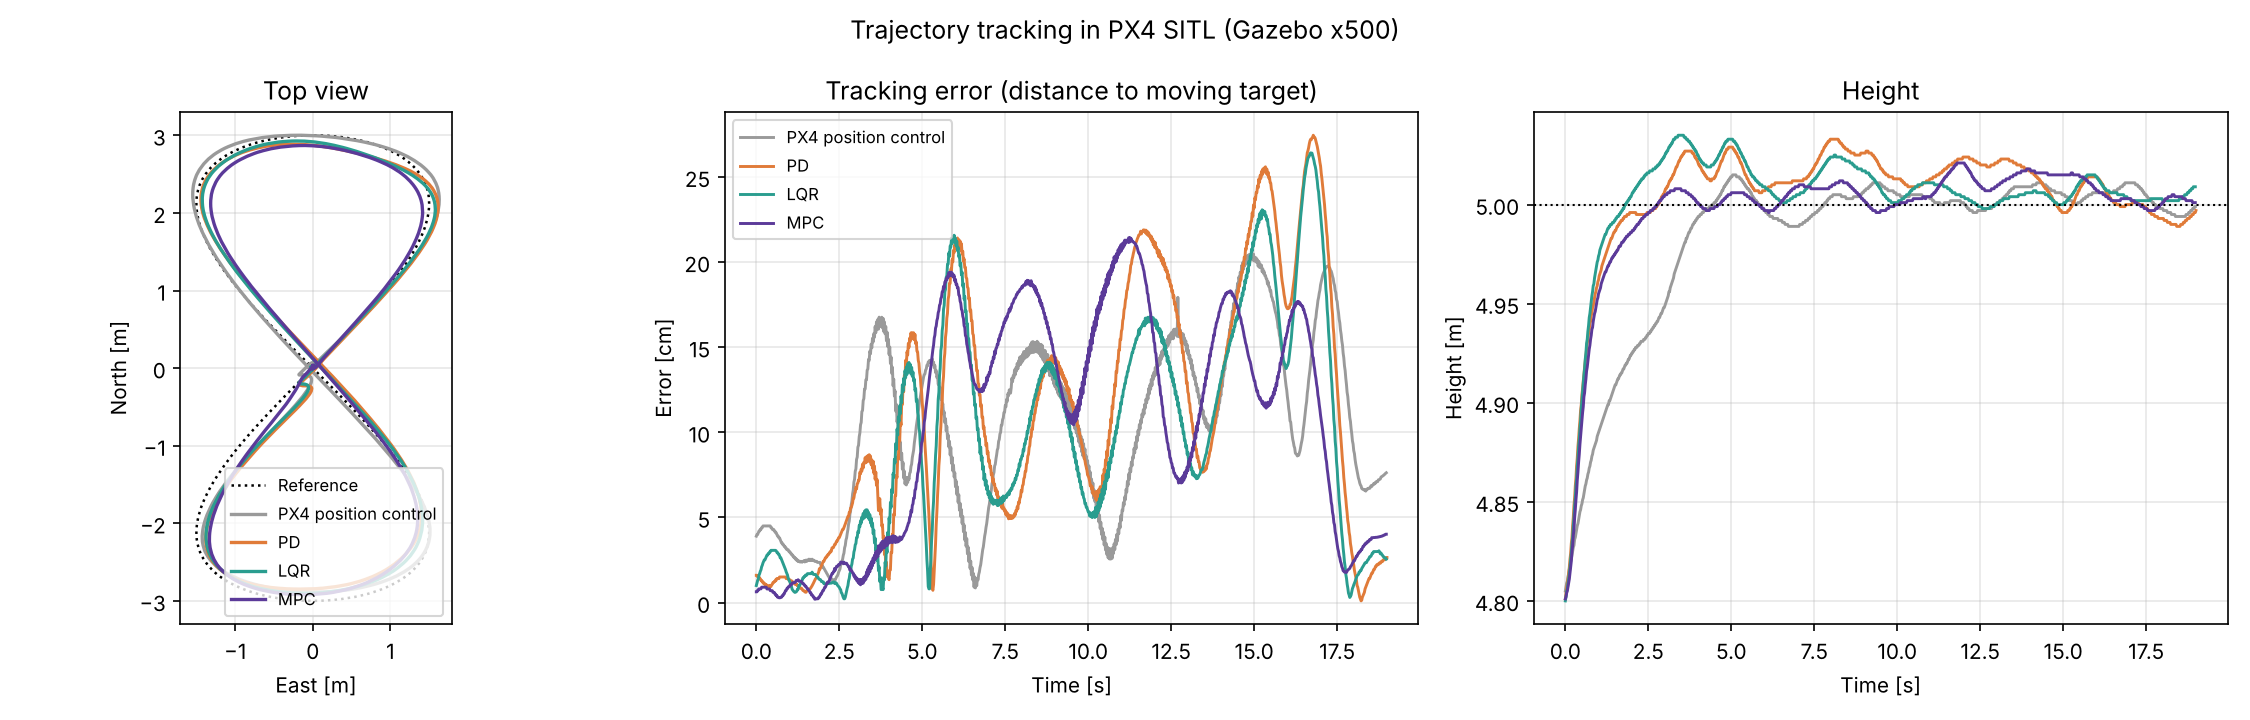 Trajectory tracking in PX4 SITL (Gazebo x500)
Top view
3
2
1
0
−1
−2
−3
North [m]
Reference
PX4 position control
PD
LQR
MPC
−1
0
1
East [m]
Tracking error (distance to moving target)
PX4 position control
PD
LQR
MPC
25
20
15
10
5
0
Error [cm]
0.0
2.5
5.0
7.5
10.0
12.5
15.0
17.5
Time [s]
Height
5.00
4.95
4.90
4.85
4.80
Height [m]
0.0
2.5
5.0
7.5
10.0
12.5
15.0
17.5
Time [s]